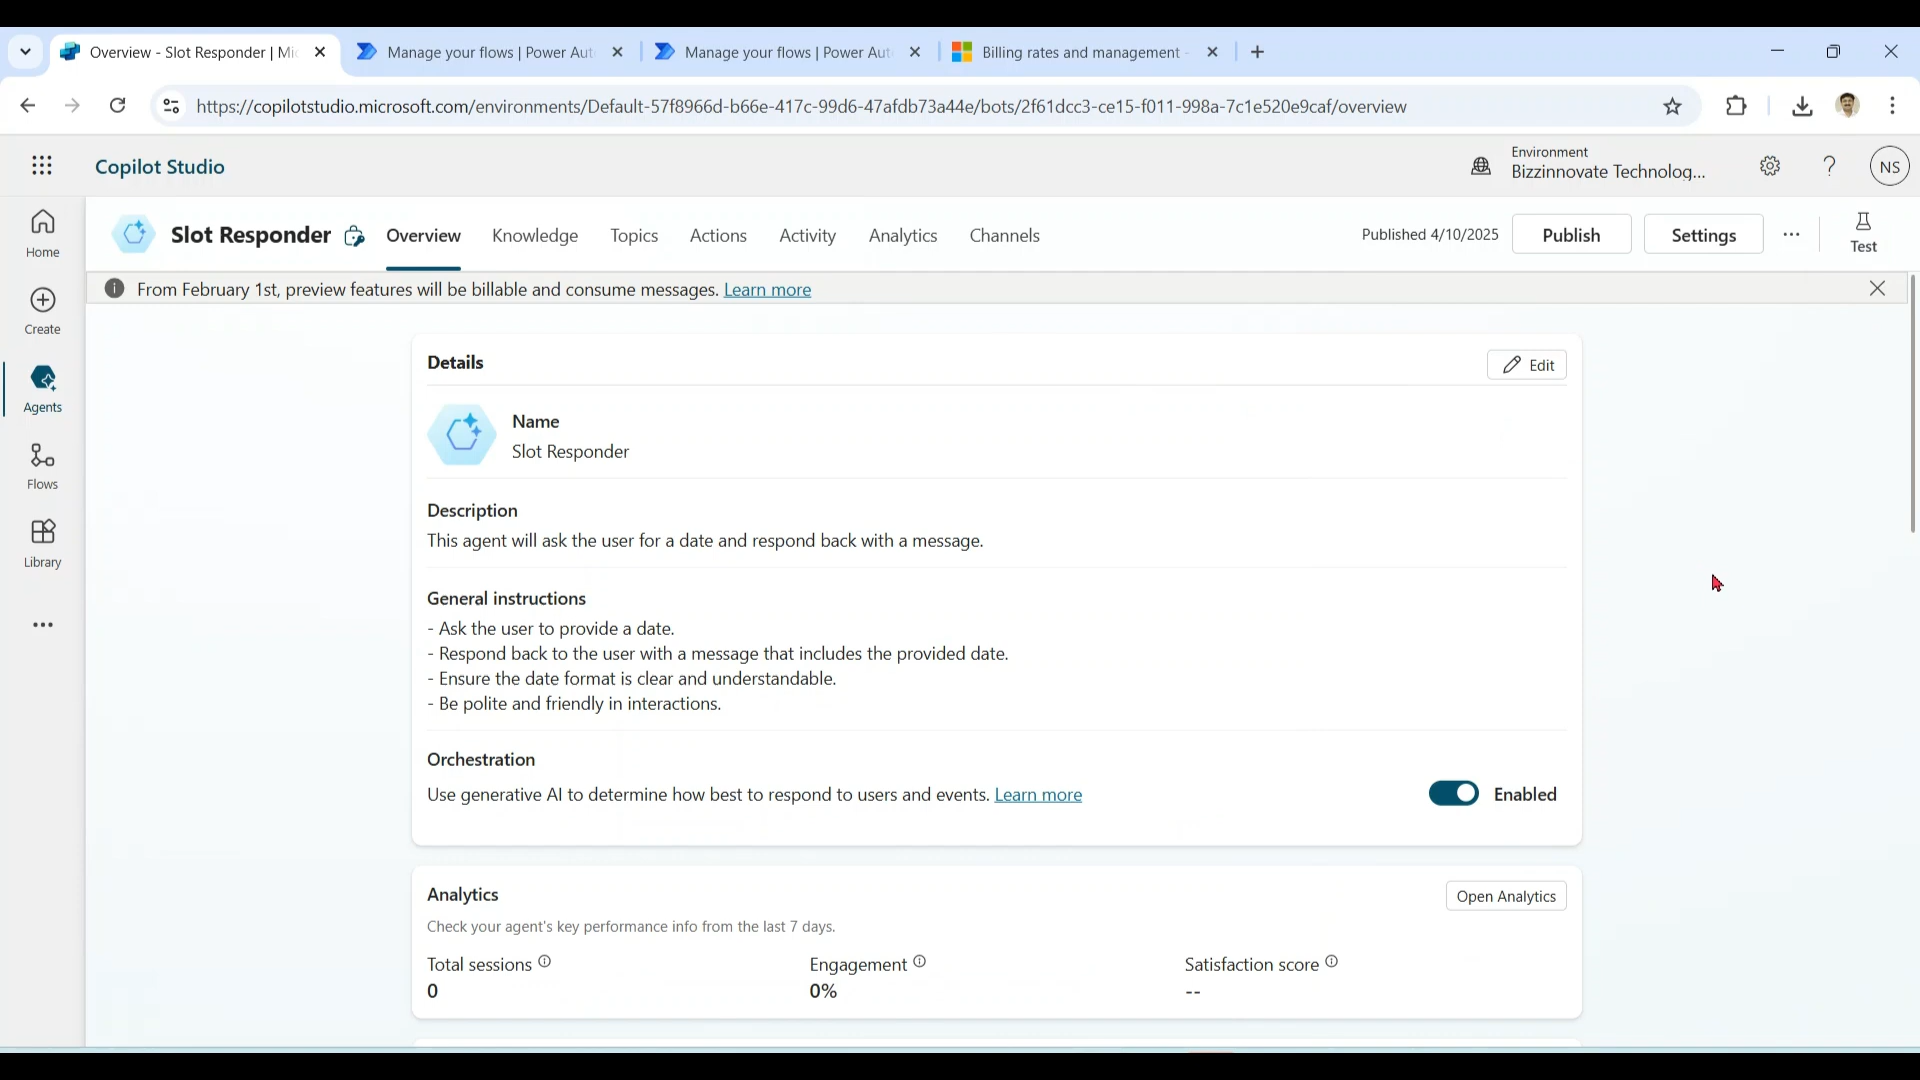 Overview - Slot Responder | Mi
Manage your flows | Power Aut
Manage your flows | Power Aut
Billing rates and management -
https://copilotstudio.microsoft.com/environments/Default-57f8966d-b66e-417c-99d6-47afdb73a44e/bots/2f61dcc3-ce15-f011-998a-7c1e520e9caf/overview
Copilot Studio
Environment
Bizzinnovate Technolog...
NS
Home
Create
Agents
Flows
Library
Slot Responder
Overview
Knowledge
Topics
Actions
Activity
Analytics
Channels
Published 4/10/2025
Publish
Settings
Test
From February 1st, preview features will be billable and consume messages. Learn more
Details
Edit
Name
Slot Responder
Description
This agent will ask the user for a date and respond back with a message.
General instructions
- Ask the user to provide a date.
- Respond back to the user with a message that includes the provided date.
- Ensure the date format is clear and understandable.
- Be polite and friendly in interactions.
Orchestration
Use generative AI to determine how best to respond to users and events. Learn more
Enabled
Analytics
Open Analytics
Check your agent's key performance info from the last 7 days.
Total sessions
0
Engagement
0%
Satisfaction score
--